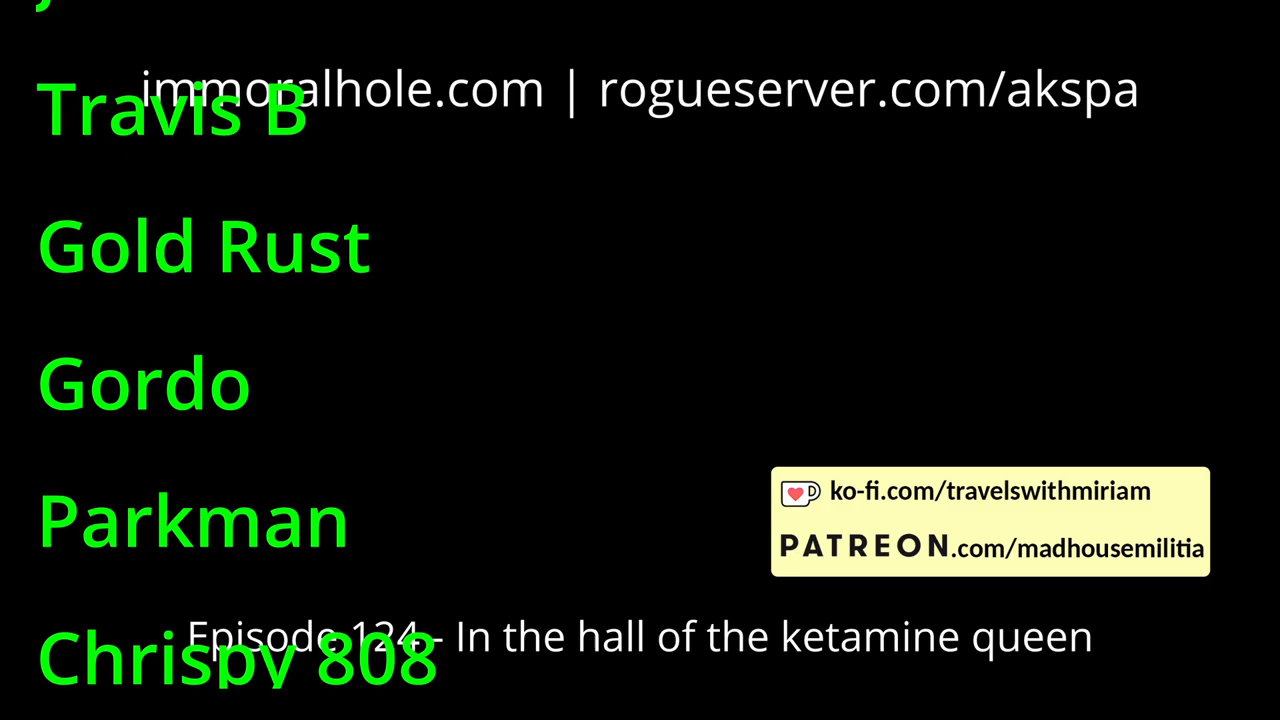 immoralhole.com | rogueserver.com/akspa
Travis B
Gold Rust
Gordo
ko-fi.com/travelswithmiriam
Parkman
PATREON.com/madhousemilitia
Episode 124 - In the hall of the ketamine queen
Chrispy 808